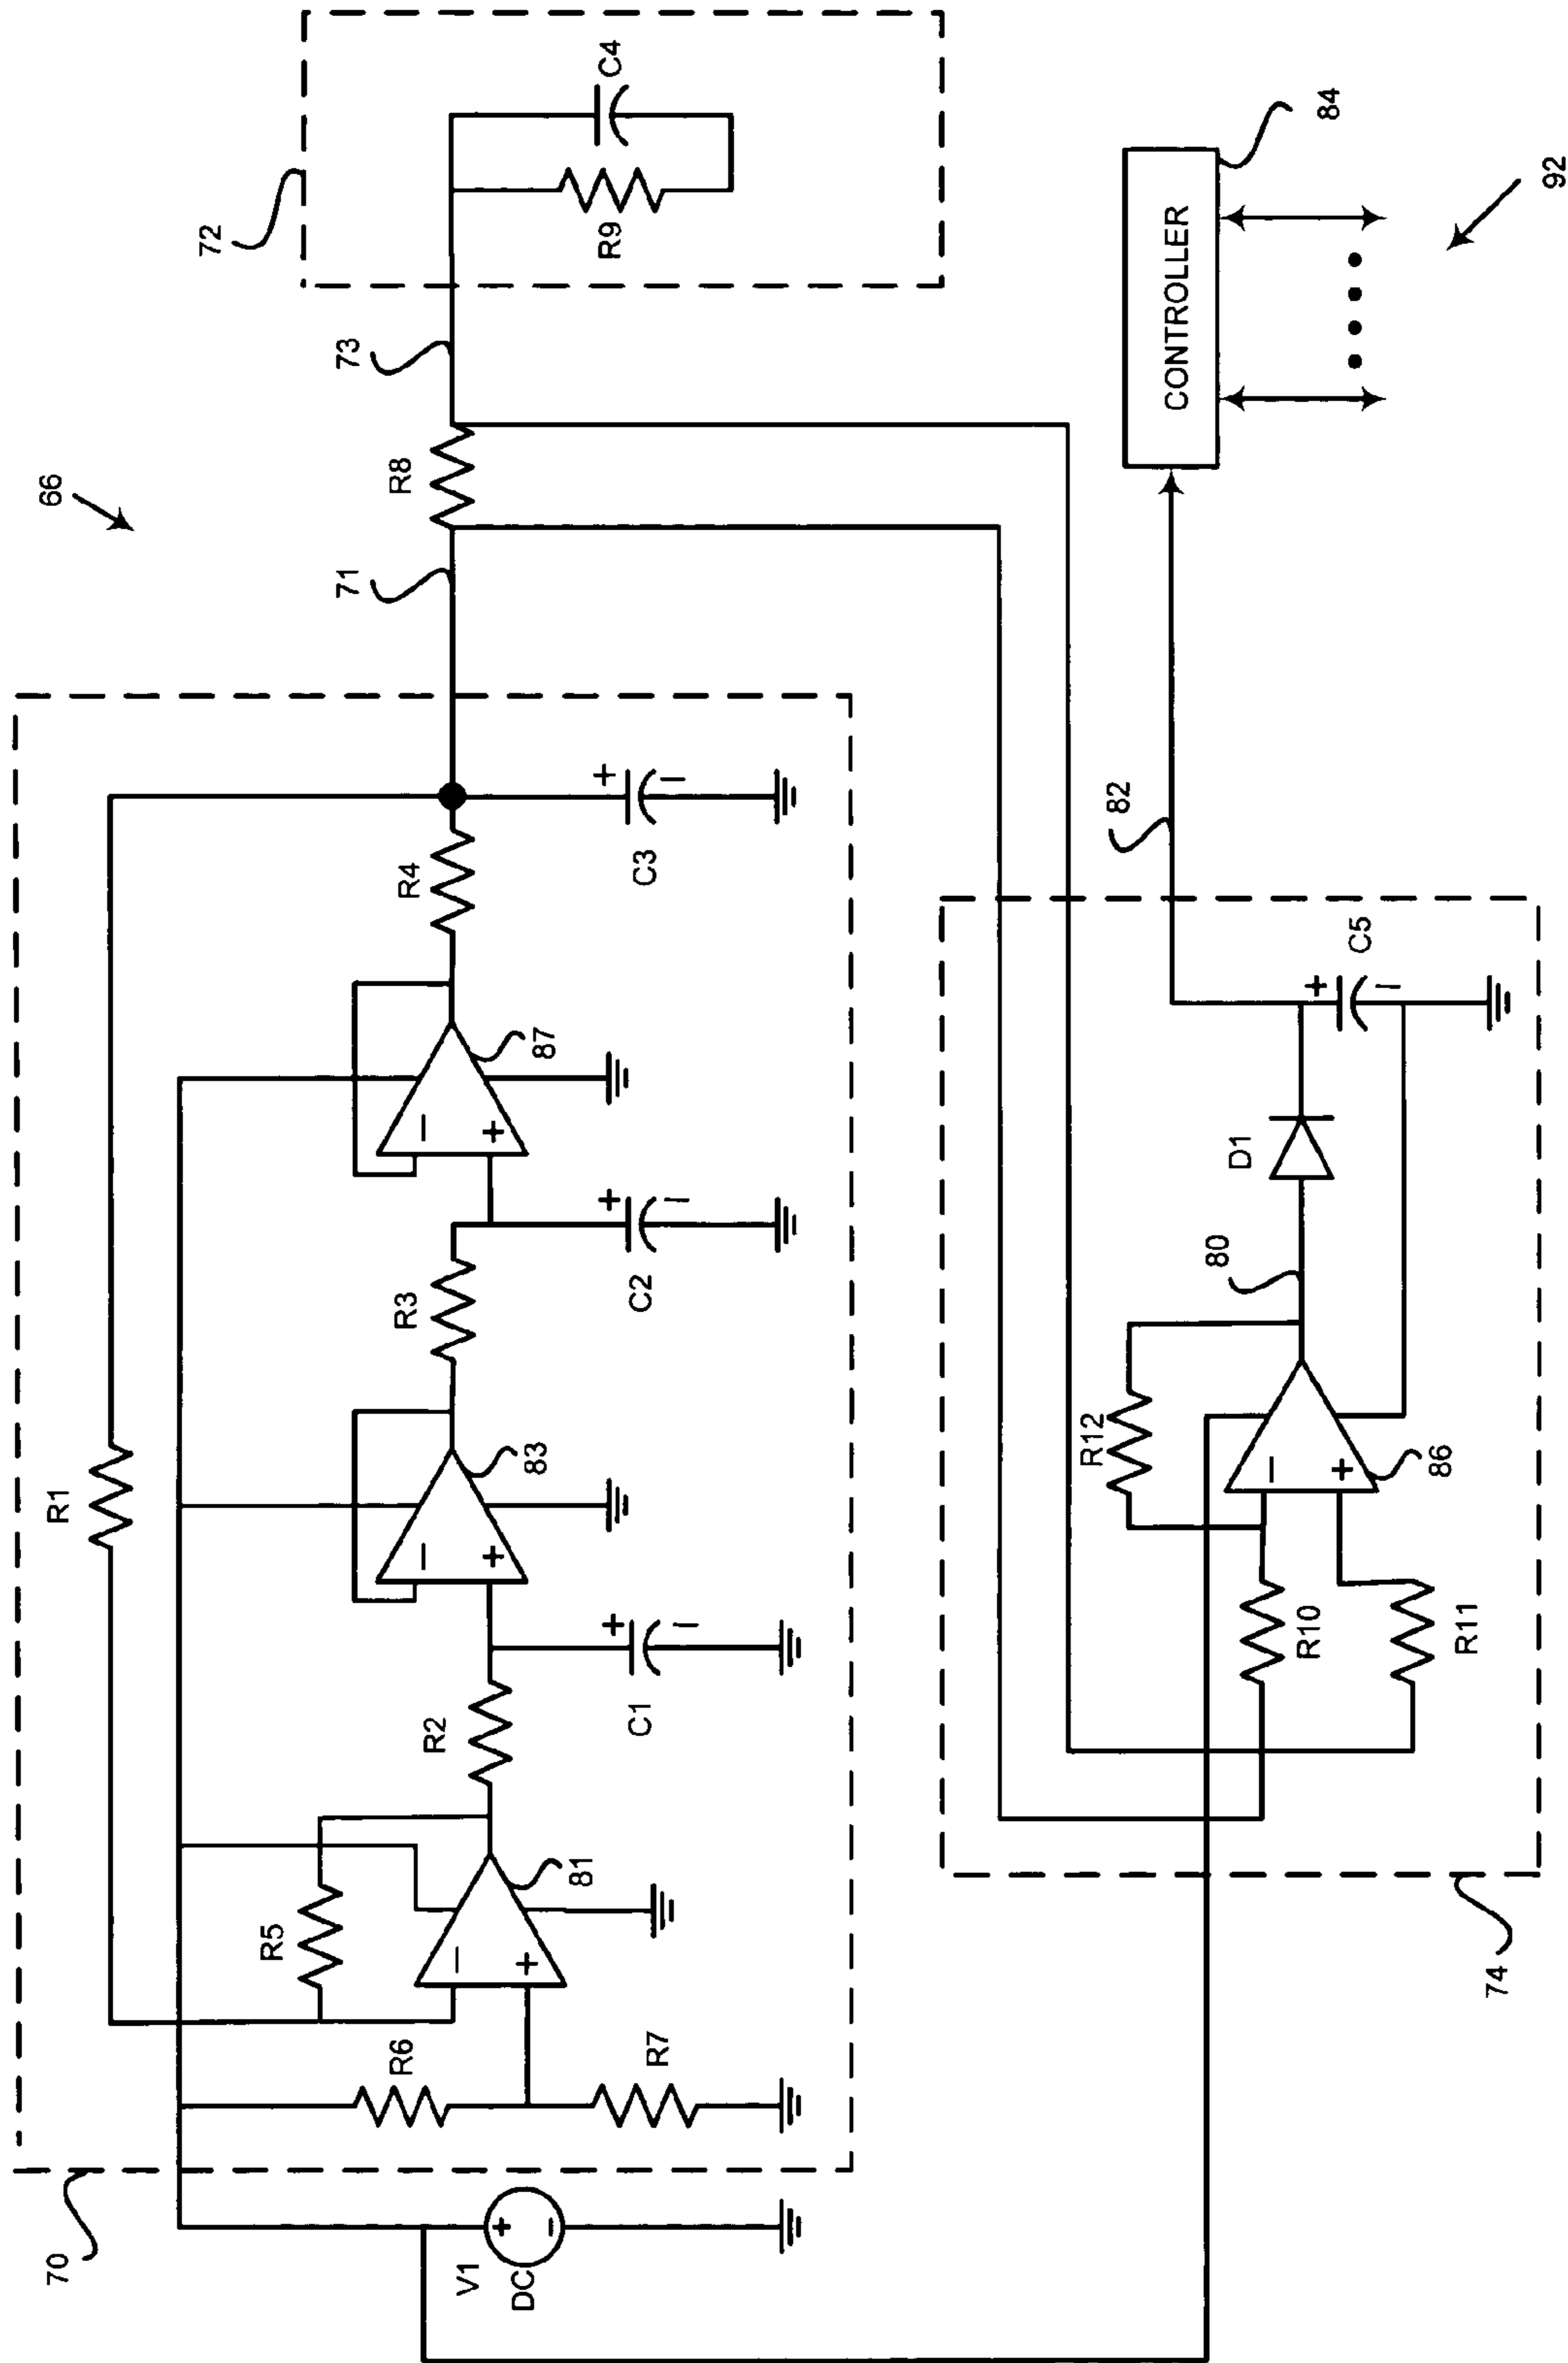 66
72
R1
70
R5
R2
R3
R4
71
R8
73
R9
C4
81
83
87
−
+
−
+
−
+
R6
R7
C1
+
−
C2
+
−
C3
+
−
V1
DC
+
−
R12
80
D1
82
CONTROLLER
84
R10
R11
−
+
86
C5
+
−
74
92